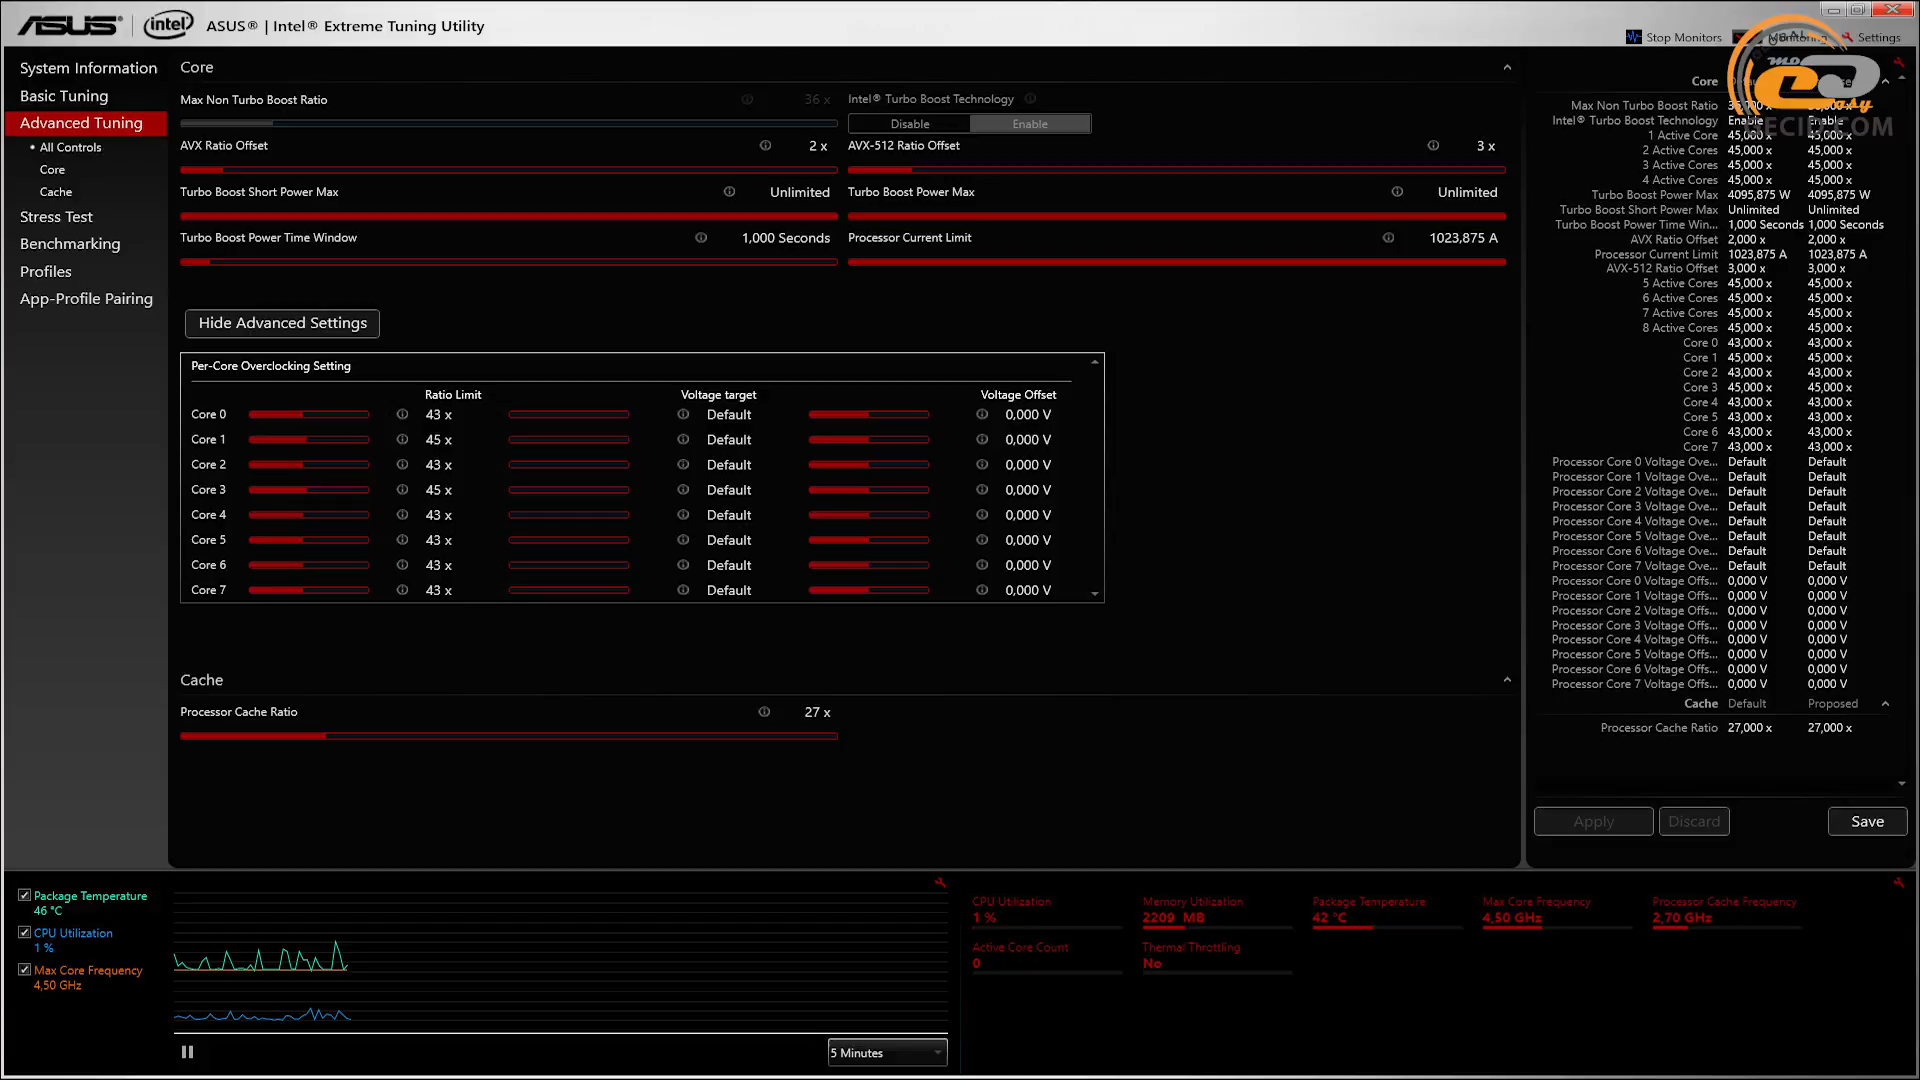 ASUS intel ASUS® | Intel® Extreme Tuning Utility
Stop Monitors Monitoring Settings
System Information
Basic Tuning
Advanced Tuning
• All Controls
Core
Cache
Stress Test
Benchmarking
Profiles
App-Profile Pairing
Core
Max Non Turbo Boost Ratio 36 x Intel® Turbo Boost Technology
Disable Enable
AVX Ratio Offset 2 x AVX-512 Ratio Offset 3 x
Turbo Boost Short Power Max Unlimited Turbo Boost Power Max Unlimited
Turbo Boost Power Time Window 1,000 Seconds Processor Current Limit 1023,875 A
Hide Advanced Settings
Per-Core Overclocking Setting
Ratio Limit Voltage target Voltage Offset
Core 0 43 x Default 0,000 V
Core 1 45 x Default 0,000 V
Core 2 43 x Default 0,000 V
Core 3 45 x Default 0,000 V
Core 4 43 x Default 0,000 V
Core 5 43 x Default 0,000 V
Core 6 43 x Default 0,000 V
Core 7 43 x Default 0,000 V
Cache
Processor Cache Ratio 27 x
GLOBAL
easy
GECID.COM
Core
Max Non Turbo Boost Ratio
Intel® Turbo Boost Technology Enable Enable
1 Active Core 45,000 x 45,000 x
2 Active Cores 45,000 x 45,000 x
3 Active Cores 45,000 x 45,000 x
4 Active Cores 45,000 x 45,000 x
Turbo Boost Power Max 4095,875 W 4095,875 W
Turbo Boost Short Power Max Unlimited Unlimited
Turbo Boost Power Time Win... 1,000 Seconds 1,000 Seconds
AVX Ratio Offset 2,000 x 2,000 x
Processor Current Limit 1023,875 A 1023,875 A
AVX-512 Ratio Offset 3,000 x 3,000 x
5 Active Cores 45,000 x 45,000 x
6 Active Cores 45,000 x 45,000 x
7 Active Cores 45,000 x 45,000 x
8 Active Cores 45,000 x 45,000 x
Core 0 43,000 x 43,000 x
Core 1 45,000 x 45,000 x
Core 2 43,000 x 43,000 x
Core 3 45,000 x 45,000 x
Core 4 43,000 x 43,000 x
Core 5 43,000 x 43,000 x
Core 6 43,000 x 43,000 x
Core 7 43,000 x 43,000 x
Processor Core 0 Voltage Ove... Default Default
Processor Core 1 Voltage Ove... Default Default
Processor Core 2 Voltage Ove... Default Default
Processor Core 3 Voltage Ove... Default Default
Processor Core 4 Voltage Ove... Default Default
Processor Core 5 Voltage Ove... Default Default
Processor Core 6 Voltage Ove... Default Default
Processor Core 7 Voltage Ove... Default Default
Processor Core 0 Voltage Offs... 0,000 V 0,000 V
Processor Core 1 Voltage Offs... 0,000 V 0,000 V
Processor Core 2 Voltage Offs... 0,000 V 0,000 V
Processor Core 3 Voltage Offs... 0,000 V 0,000 V
Processor Core 4 Voltage Offs... 0,000 V 0,000 V
Processor Core 5 Voltage Offs... 0,000 V 0,000 V
Processor Core 6 Voltage Offs... 0,000 V 0,000 V
Processor Core 7 Voltage Offs... 0,000 V 0,000 V
Cache Default Proposed
Processor Cache Ratio 27,000 x 27,000 x
Apply Discard Save
Package Temperature
46 °C
CPU Utilization
1 %
Max Core Frequency
4,50 GHz
5 Minutes
CPU Utilization Memory Utilization Package Temperature Max Core Frequency Processor Cache Frequency
1 % 2209 MB 42 °C 4,50 GHz 2,70 GHz
Active Core Count Thermal Throttling
0 No